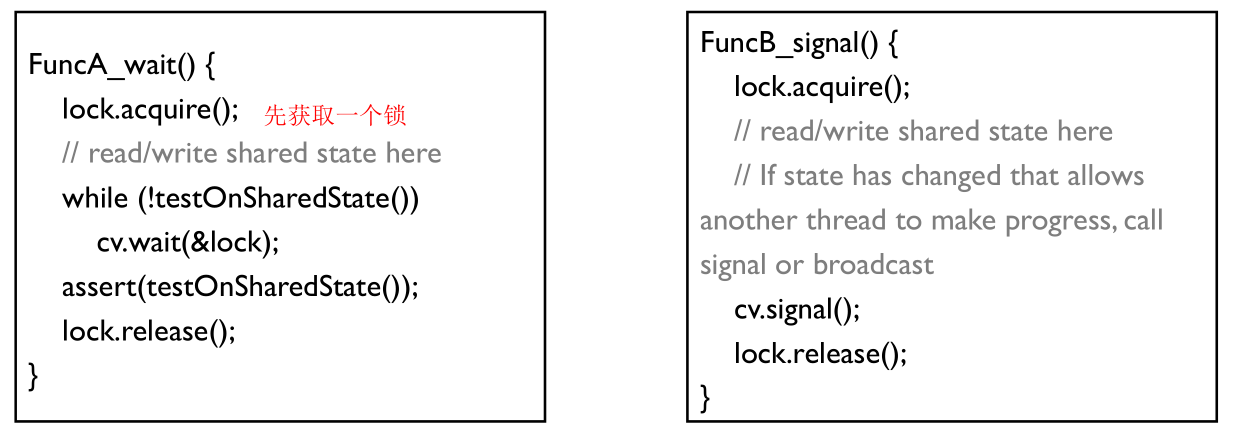 FuncA_wait() {
lock.acquire(); 先获取一个锁
// read/write shared state here
while (!testOnSharedState())
cv.wait(&lock);
assert(testOnSharedState());
lock.release();
}
FuncB_signal() {
lock.acquire();
// read/write shared state here
// If state has changed that allows
another thread to make progress, call
signal or broadcast
cv.signal();
lock.release();
}